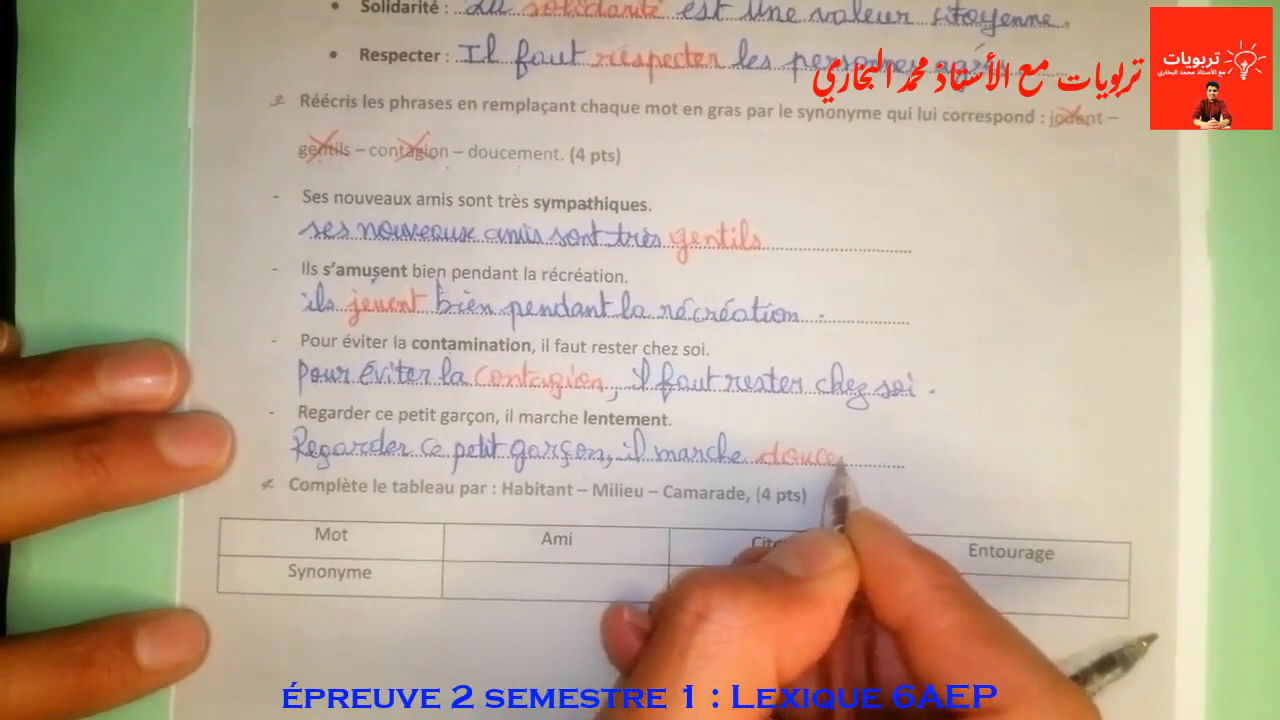 • Solidarité : La solidarité est une valeur citoyenne.
• Respecter : Il faut respecter les personnes
تربويات مع الأستاذ محمد البخاري
تربويات
مع الأستاذ محمد البخاري
3. Réécris les phrases en remplaçant chaque mot en gras par le synonyme qui lui correspond : jouent –
gentils – contagion – doucement. (4 pts)
- Ses nouveaux amis sont très sympathiques.
ses nouveaux amis sont très gentils
- Ils s'amusent bien pendant la récréation.
ils jouent bien pendant la récréation.
- Pour éviter la contamination, il faut rester chez soi.
Pour éviter la contagion, il faut rester chez soi.
- Regarder ce petit garçon, il marche lentement.
Regarder ce petit garçon, il marche douce
4. Complète le tableau par : Habitant – Milieu – Camarade, (4 pts)
Mot Ami Cito Entourage
Synonyme
épreuve 2 semestre 1 : Lexique 6AEP